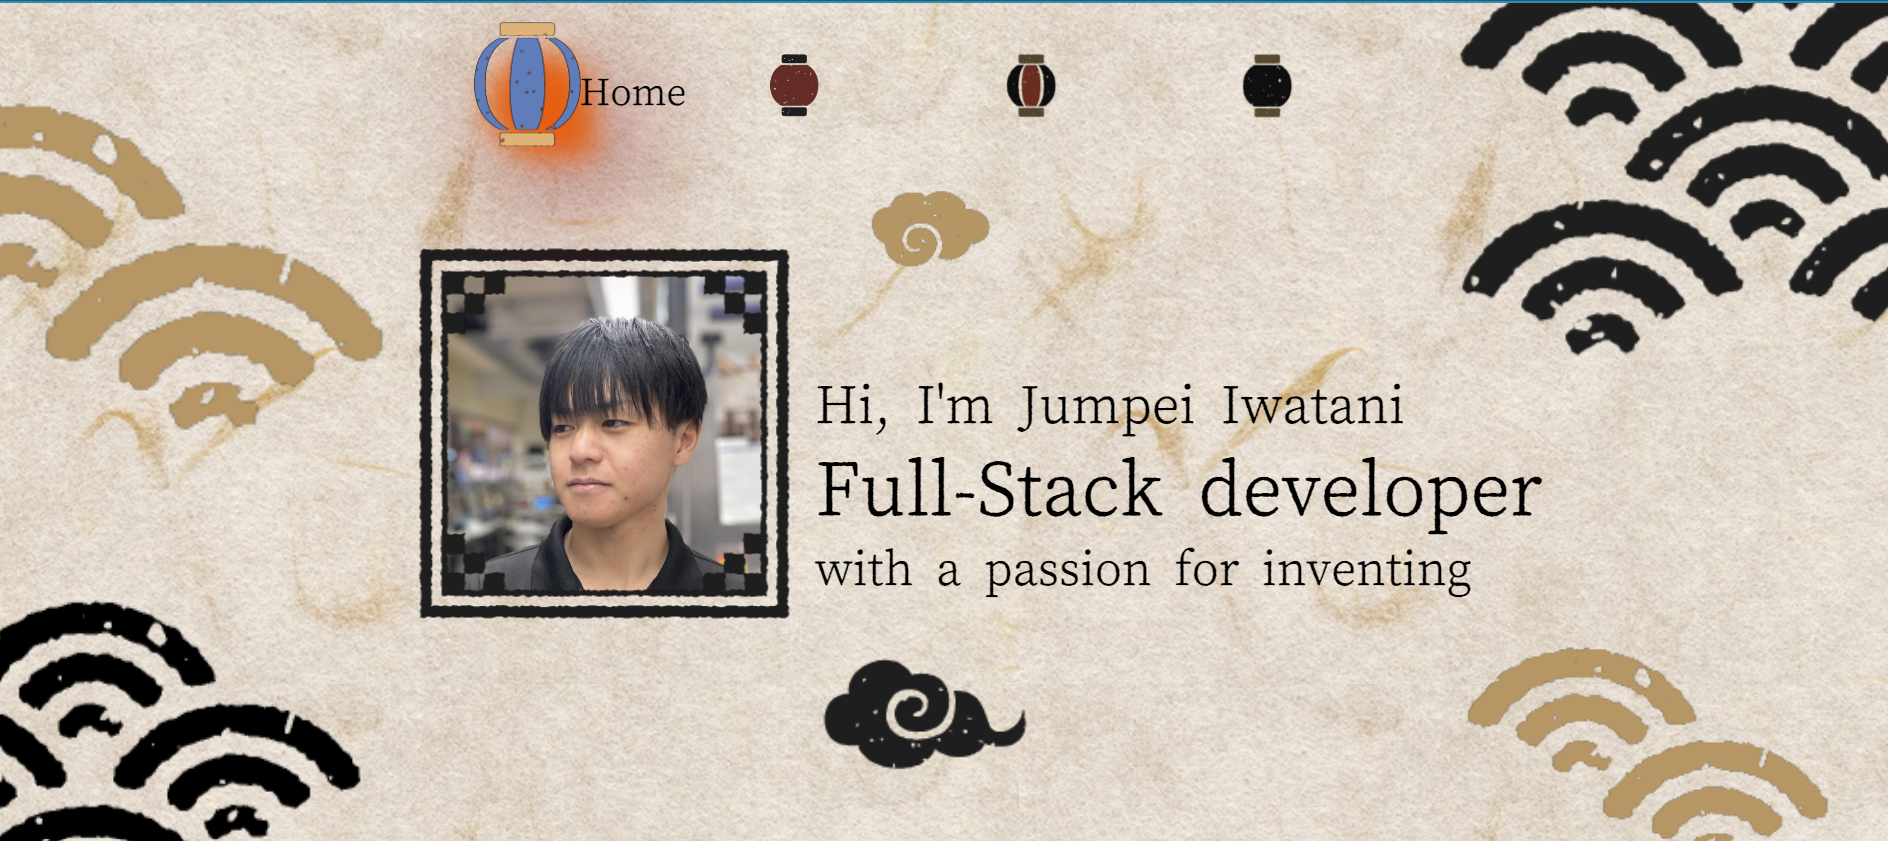 Home
Hi, I'm Jumpei Iwatani
Full-Stack developer
with a passion for inventing